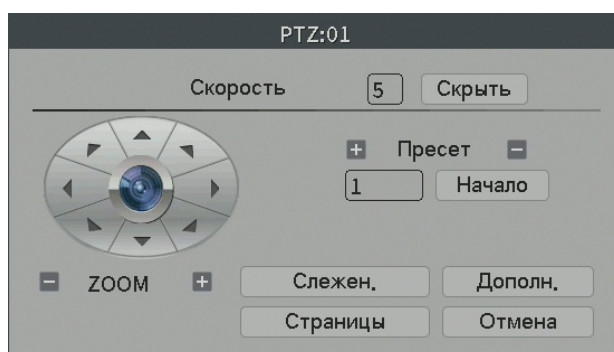 PTZ:01
Скорость 5 Скрыть
+ Пресет -
1 Начало
- ZOOM + Слежен. Дополн.
Страницы Отмена